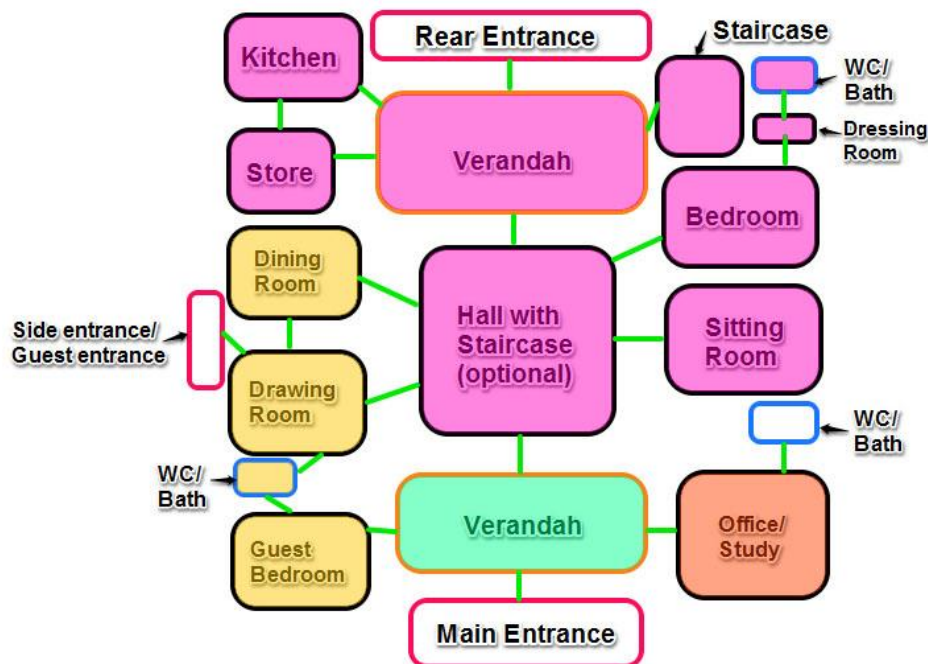 Rear Entrance
Staircase
Kitchen
WC/
Bath
Dressing
Room
Verandah
Store
Bedroom
Dining
Room
Hall with
Staircase
(optional)
Sitting
Room
Side entrance/
Guest entrance
Drawing
Room
WC/
Bath
WC/
Bath
Verandah
Office/
Study
Guest
Bedroom
Main Entrance